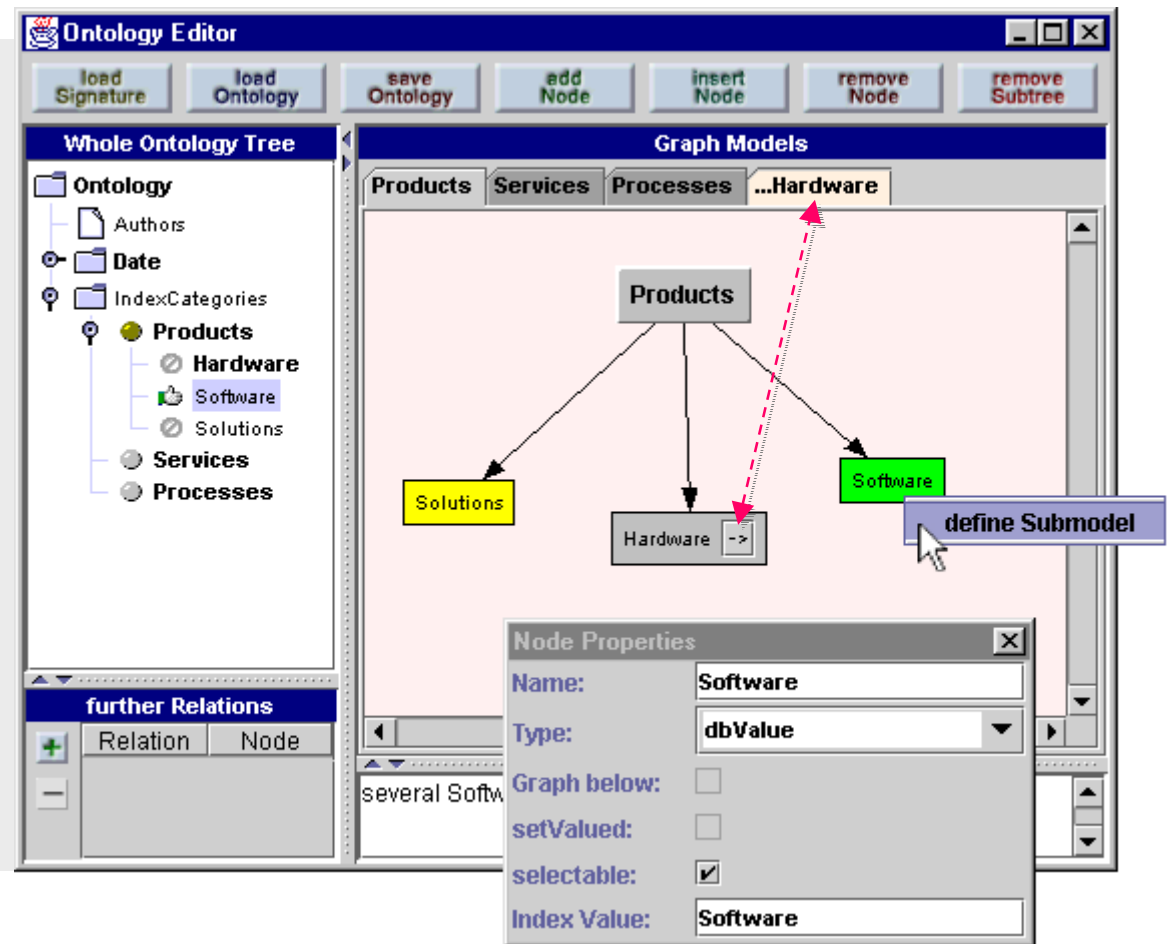 Ontology Editor
load Signature
load Ontology
save Ontology
add Node
insert Node
remove Node
remove Subtree
Whole Ontology Tree
Ontology
Authors
Date
IndexCategories
Products
Hardware
Software
Solutions
Services
Processes
further Relations
Relation Node
Graph Models
Products Services Processes ...Hardware
Products
Solutions
Hardware ->
Software
define Submodel
several Softw
Node Properties
Name: Software
Type: dbValue
Graph below:
setValued:
selectable:
Index Value: Software